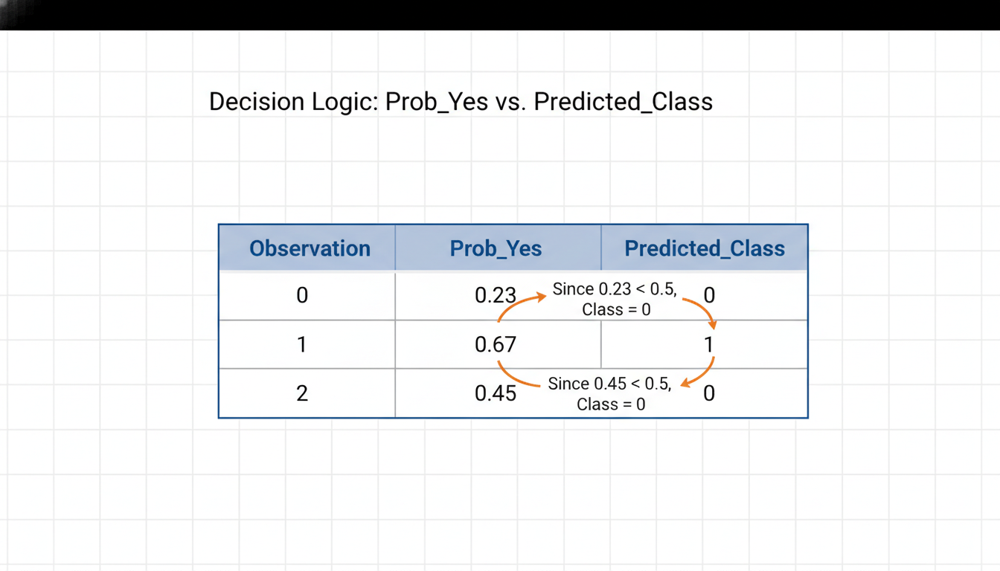 Decision Logic: Prob_Yes vs. Predicted_Class
Observation Prob_Yes Predicted_Class
0 0.23 Since 0.23 < 0.5, 0
Class = 0
1 0.67 1
2 0.45 Since 0.45 < 0.5, 0
Class = 0